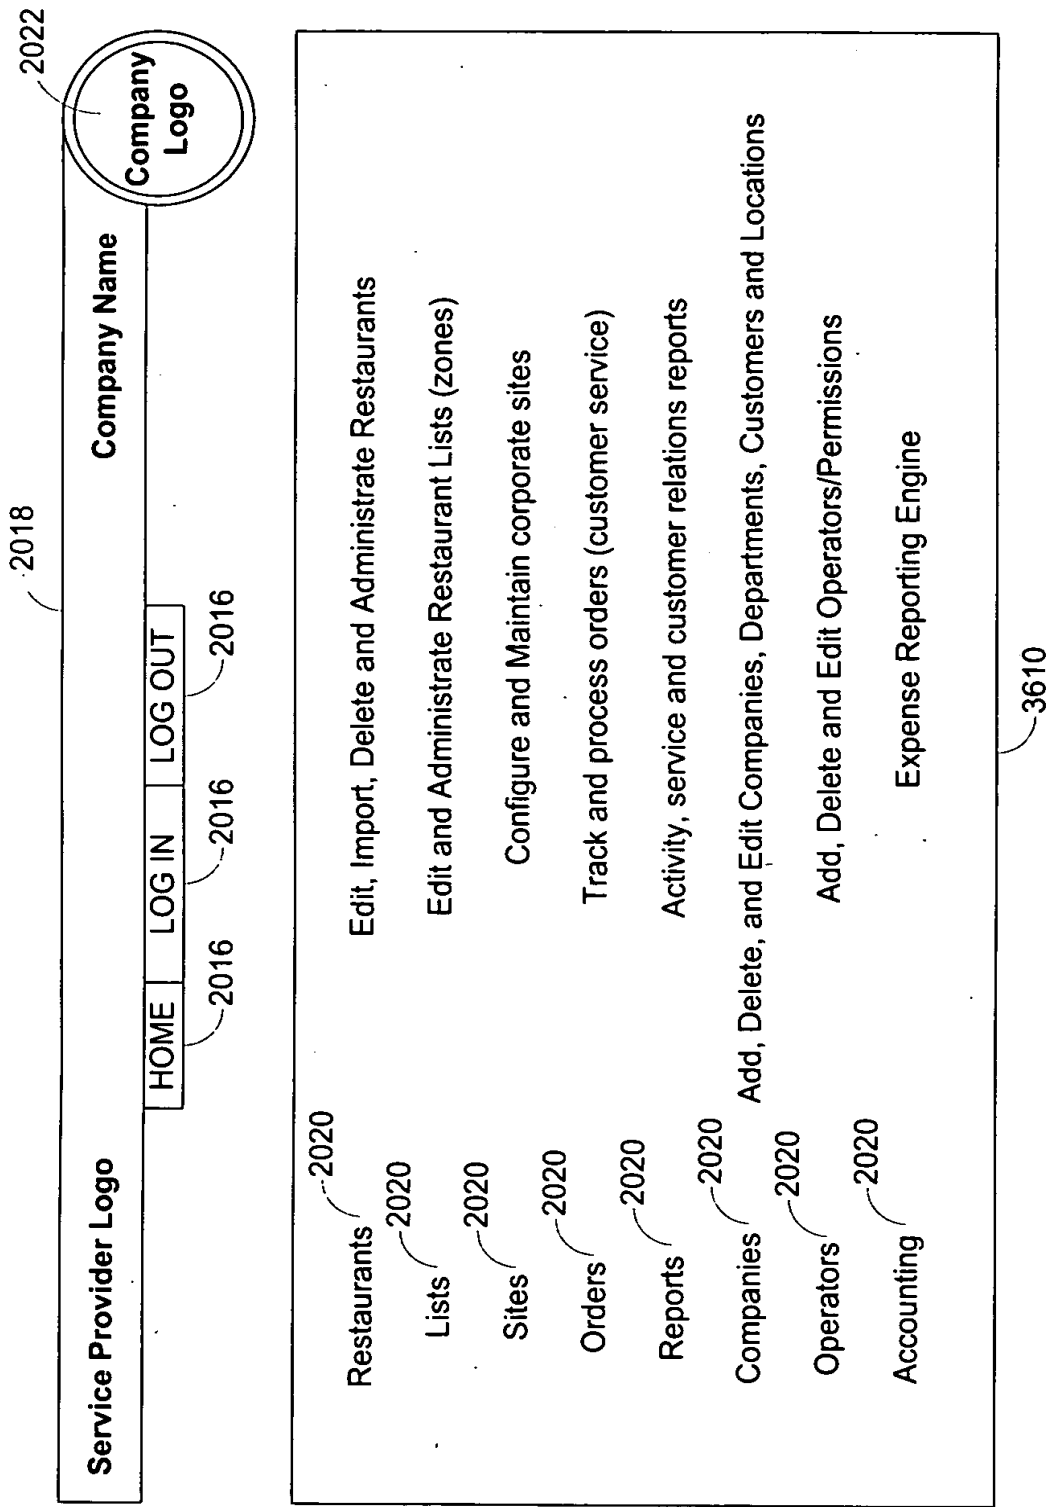 2018
2022
Service Provider Logo
Company Name
Company
Logo
HOME
LOG IN
LOG OUT
2016
2016
2016
Restaurants 2020 Edit, Import, Delete and Administrate Restaurants
Lists 2020 Edit and Administrate Restaurant Lists (zones)
Sites 2020 Configure and Maintain corporate sites
Orders 2020 Track and process orders (customer service)
Reports 2020 Activity, service and customer relations reports
Companies 2020 Add, Delete, and Edit Companies, Departments, Customers and Locations
Operators 2020 Add, Delete and Edit Operators/Permissions
Accounting 2020 Expense Reporting Engine
3610